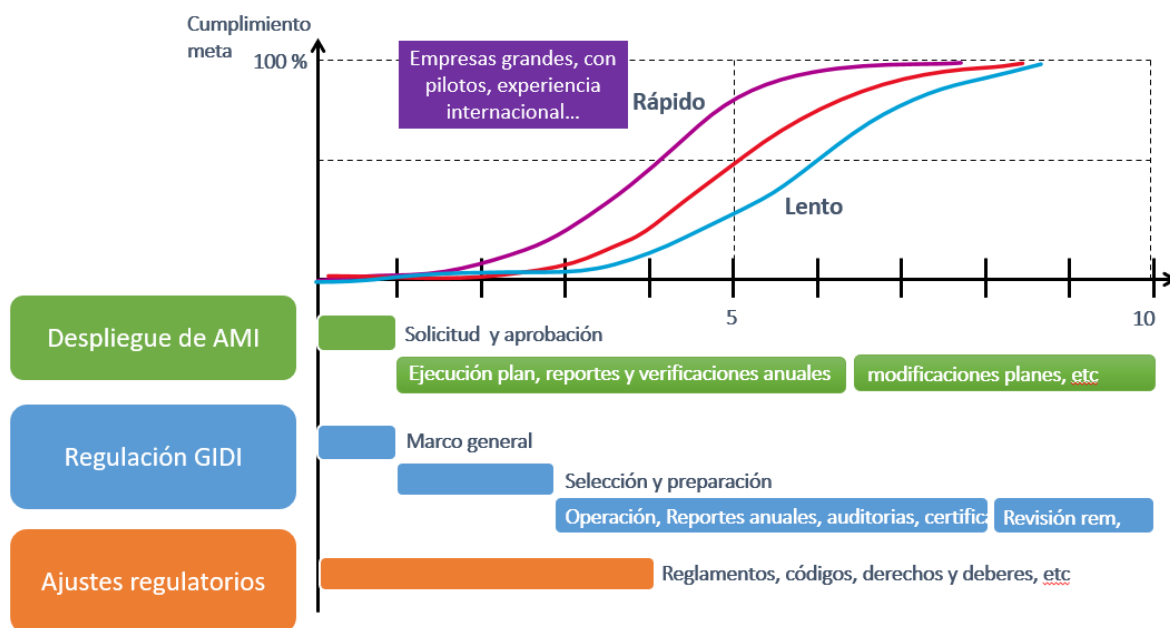 Cumplimiento
meta
100 %
Empresas grandes, con
pilotos, experiencia
internacional...
Rápido
Lento
5
10
Despliegue de AMI
Solicitud y aprobación
Ejecución plan, reportes y verificaciones anuales
modificaciones planes, etc
Regulación GIDI
Marco general
Selección y preparación
Operación, Reportes anuales, auditorias, certifica
Revisión rem,
Ajustes regulatorios
Reglamentos, códigos, derechos y deberes, etc